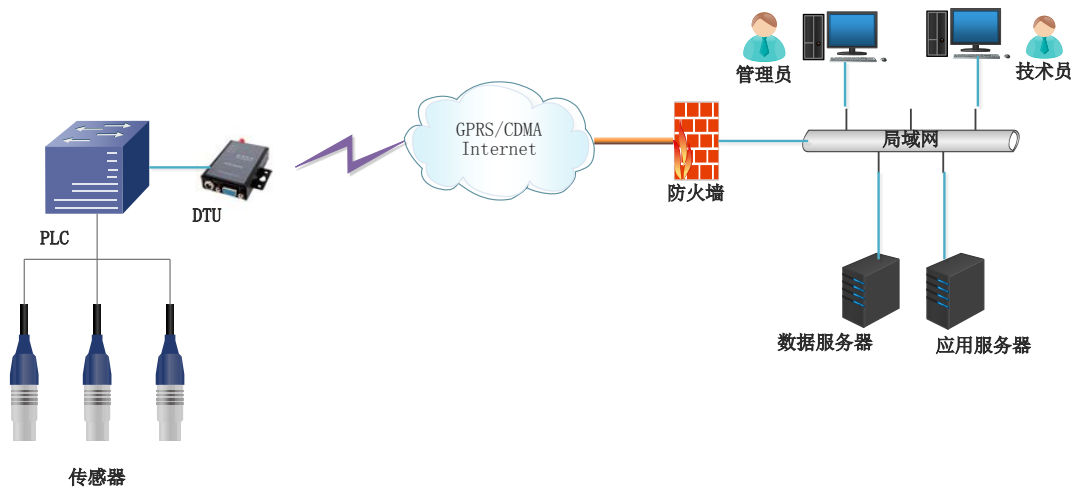 管理员
技术员
GPRS/CDMA
Internet
局域网
防火墙
DTU
PLC
数据服务器
应用服务器
传感器